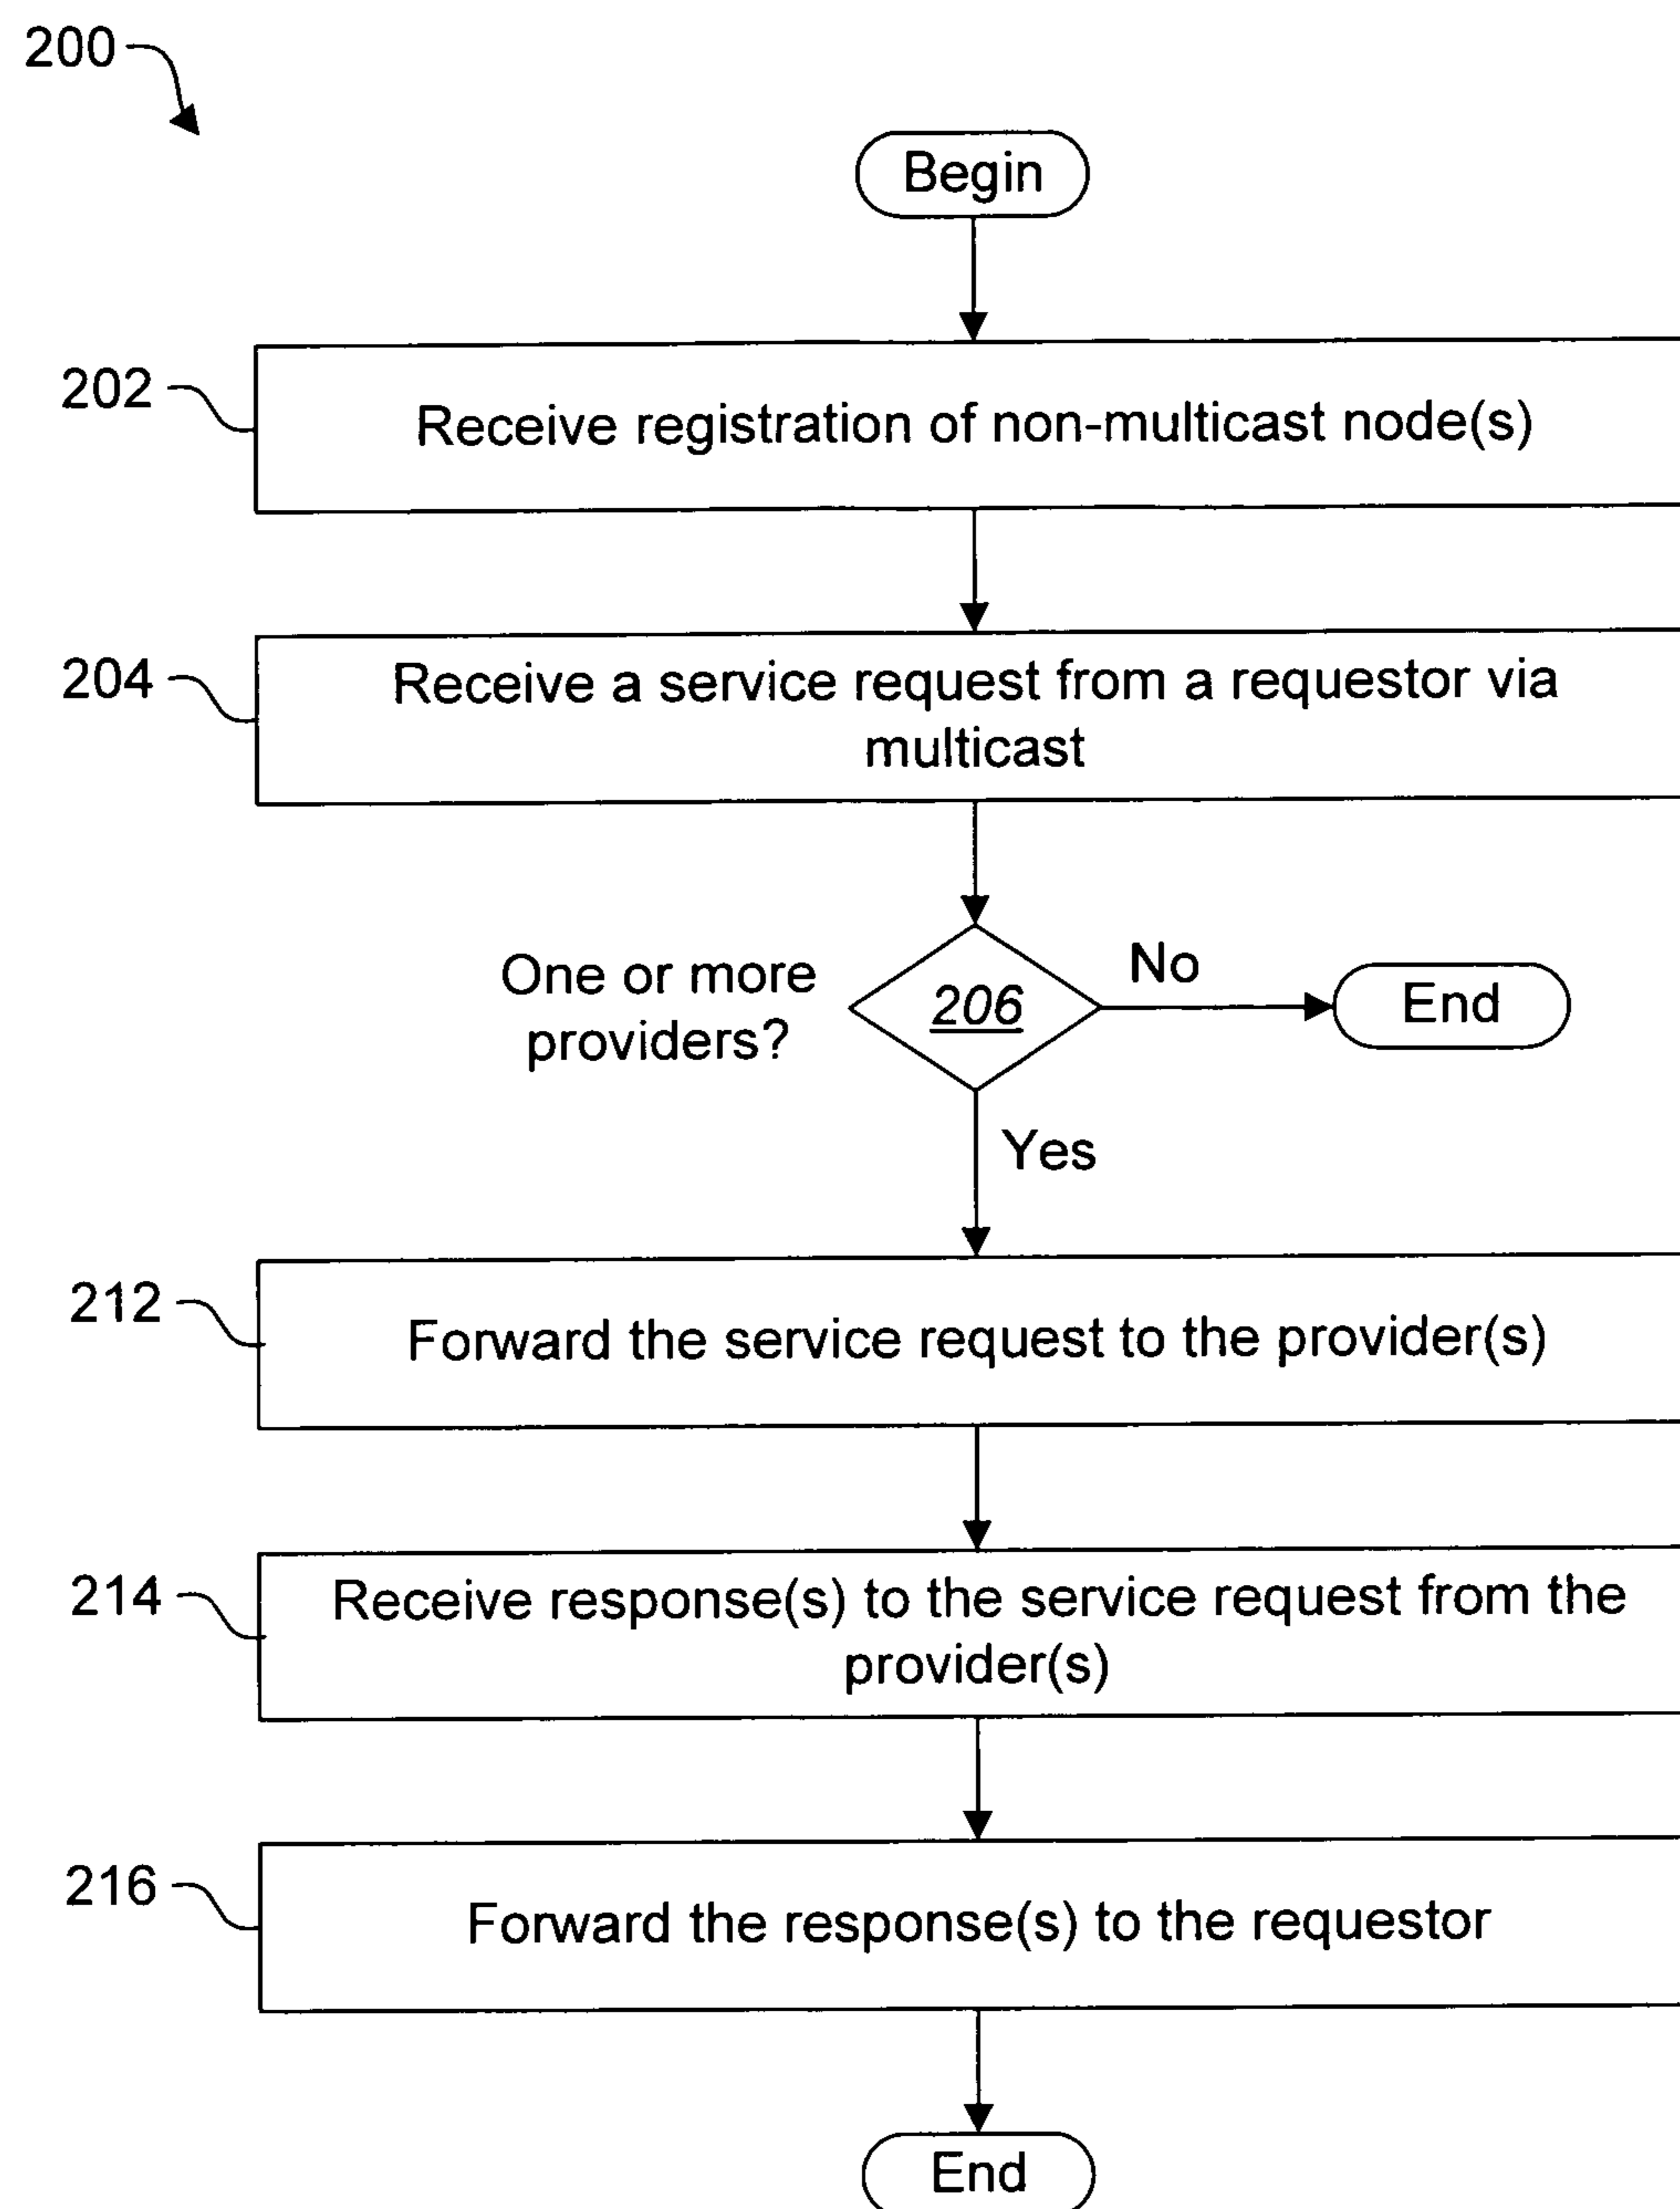 200
Begin
202
Receive registration of non-multicast node(s)
204
Receive a service request from a requestor via
multicast
One or more
providers?
206
No
End
Yes
212
Forward the service request to the provider(s)
214
Receive response(s) to the service request from the
provider(s)
216
Forward the response(s) to the requestor
End